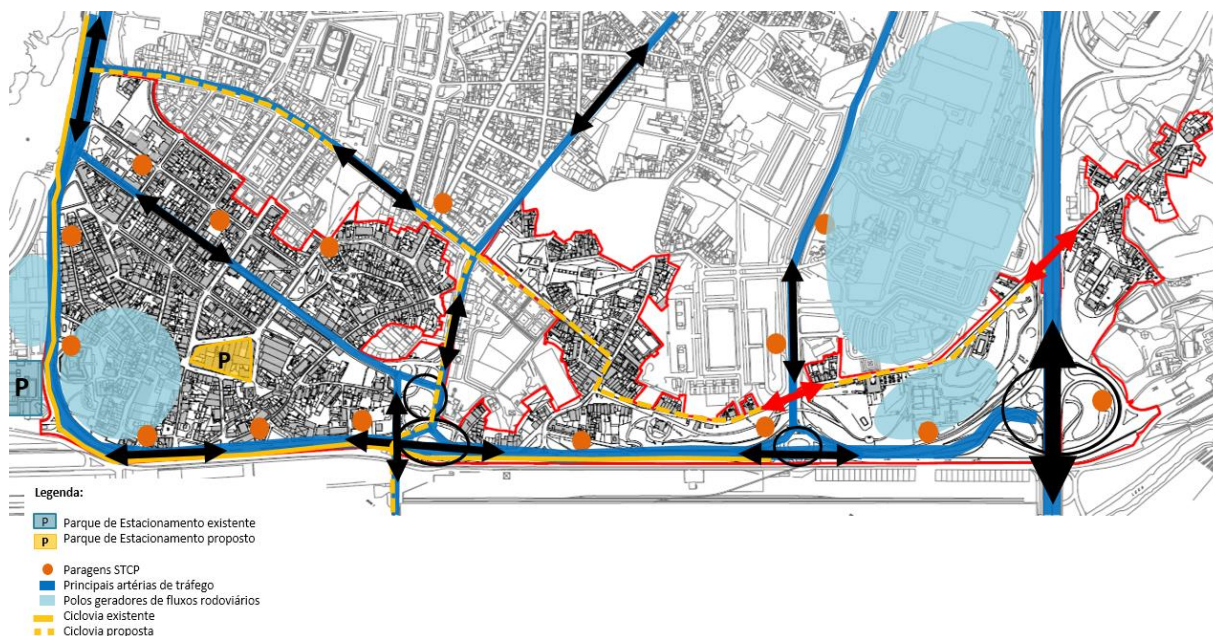 P
P
Legenda:
P Parque de Estacionamento existente
P Parque de Estacionamento proposto
Paragens STCP
Principais artérias de tráfego
Polos geradores de fluxos rodoviários
Ciclovia existente
Ciclovia proposta